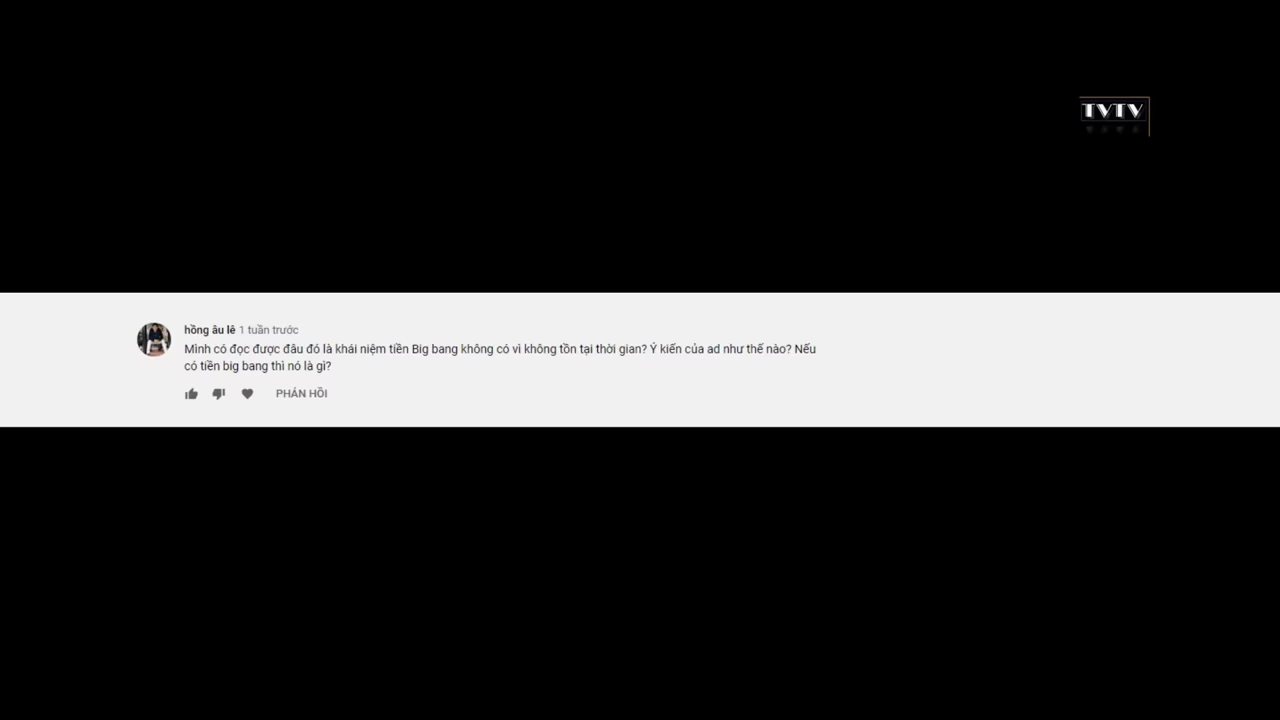 TVTV
hồng âu lê 1 tuần trước
Mình có đọc được đâu đó là khái niệm tiền Big bang không có vì không tồn tại thời gian? Ý kiến của ad như thế nào? Nếu
có tiền big bang thì nó là gì?
PHẢN HỒI